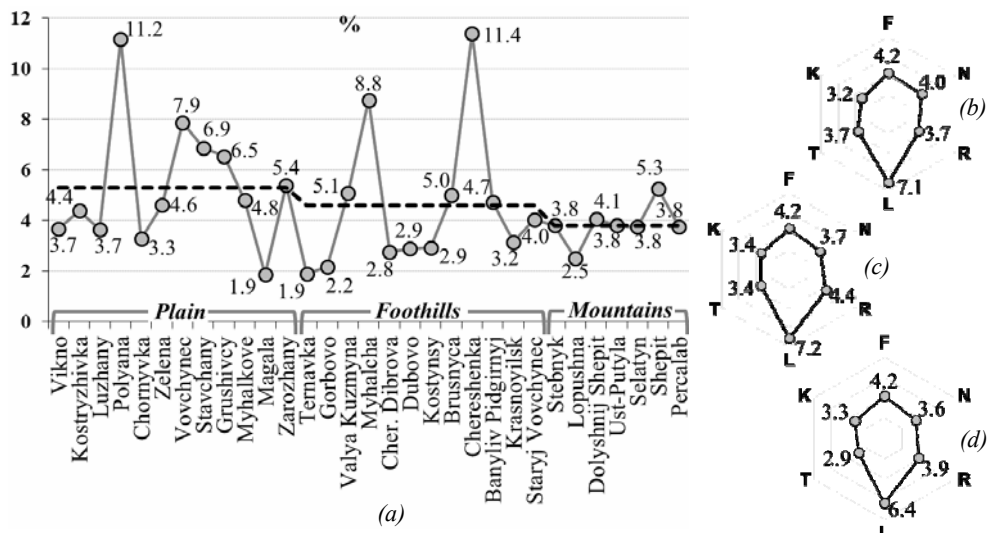 %
12
10
8
6
4
2
0
3.7
4.4
3.7
11.2
3.3
4.6
7.9
6.9
6.5
4.8
1.9
5.4
1.9
2.2
5.1
8.8
2.8
2.9
2.9
5.0
11.4
4.7
3.2
4.0
3.8
2.5
4.1
3.8
3.8
5.3
3.8
Plain
Foothills
Mountains
Vikno
Kostryzhivka
Luzhany
Polyana
Chornyvka
Zelena
Vovchynec
Stavchany
Grushivcy
Myhalkove
Magala
Zarozhany
Ternavka
Gorbovo
Valya Kuzmyna
Myhalcha
Cher. Dibrova
Dubovo
Kostynsy
Brusnyca
Chereshenka
Banyliv Pidgirnyj
Krasnoyilsk
Staryj Vovchynec
Stebnyk
Lopushna
Dolyshnij Shepit
Ust-Putyla
Selatyn
Shepit
Percalab
(a)
F
4.2
K
N
3.2
4.0
(b)
3.7
3.7
T
R
7.1
L
F
4.2
K
N
3.4
3.7
(c)
3.4
4.4
T
R
7.2
L
F
4.2
K
N
3.3
3.6
(d)
2.9
3.9
T
R
6.4
L